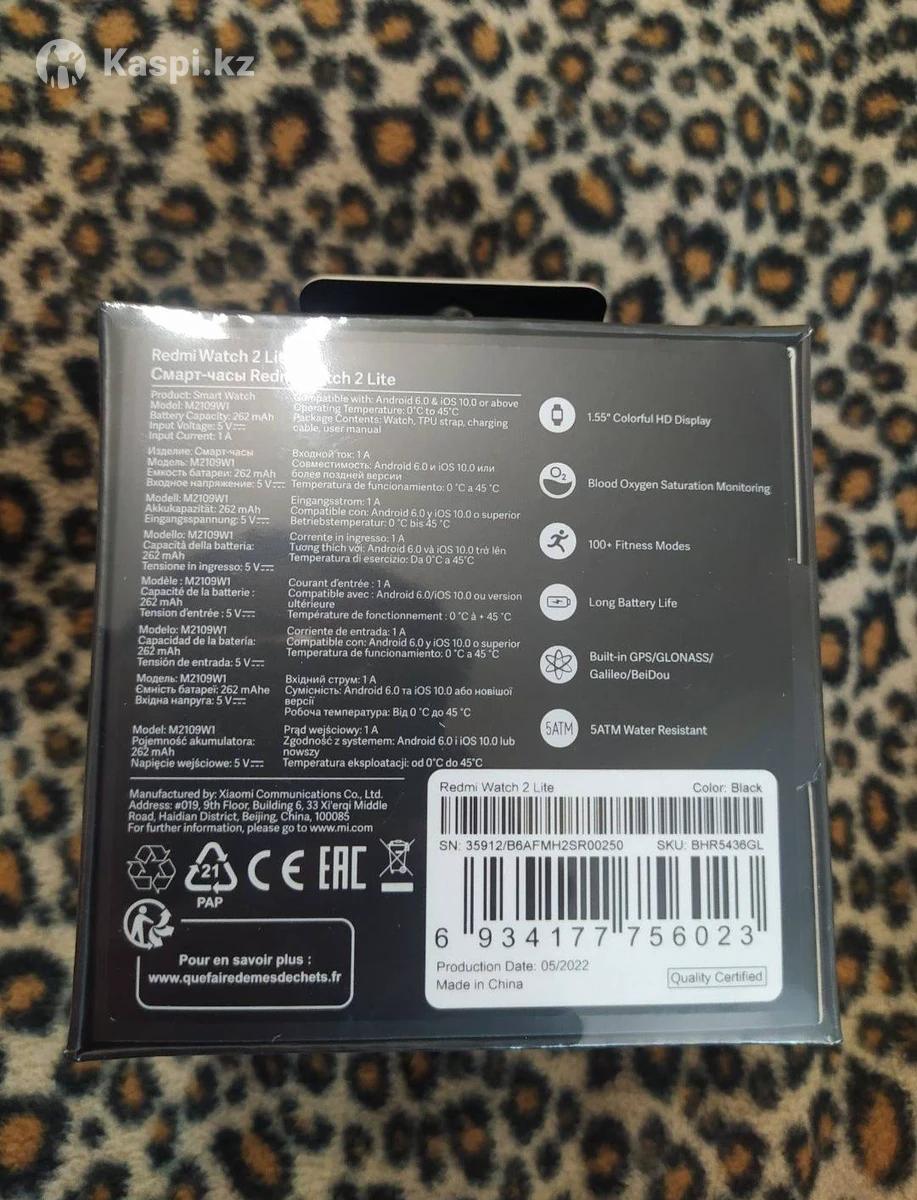 Kaspi.kz
Redmi Watch 2
Смарт-часы Redmi Watch 2 Lite
Product: Smart Watch
Model: M2109W1
Battery Capacity: 262 mAh
Input Voltage: 5 V
Input Current: 1 A
Compatible with: Android 6.0 & iOS 10.0 or above
Operating Temperature: 0°C to 45°C
Package Contents: Watch, TPU strap, charging
cable, user manual
Изделие: Смарт-часы
Модель: M2109W1
Емкость батареи: 262 mAh
Входное напряжение: 5 V
Входной ток: 1 A
Совместимость: Android 6.0 и iOS 10.0 или
более поздней версии
Temperatura de funcionamiento: 0 °C a 45 °C
Modell: M2109W1
Akkukapazität: 262 mAh
Eingangsspannung: 5 V
Eingangsstrom: 1 A
Compatible con: Android 6.0 y iOS 10.0 o superior
Betriebstemperatur: 0 °C bis 45 °C
Modello: M2109W1
Capacità della batteria:
262 mAh
Tensione in ingresso: 5 V
Corrente in ingresso: 1 A
Tương thích với: Android 6.0 và iOS 10.0 trở lên
Temperatura di esercizio: Da 0°C a 45°C
Modèle : M2109W1
Capacité de la batterie :
262 mAh
Tension d'entrée : 5 V
Courant d'entrée : 1 A
Compatible avec : Android 6.0/iOS 10.0 ou version
ultérieure
Température de fonctionnement : 0 °C à + 45 °C
Modelo: M2109W1
Capacidad de la batería:
262 mAh
Tensión de entrada: 5 V
Corriente de entrada: 1 A
Compatible con: Android 6.0 y iOS 10.0 o superior
Temperatura de funcionamiento: 0 °C a 45 °C
Модель: M2109W1
Ємність батареї: 262 mAhe
Вхідна напруга: 5 V
Вхідний струм: 1 A
Сумісність: Android 6.0 та iOS 10.0 або новішої
версії
Робоча температура: Від 0 °C до 45 °C
Model: M2109W1
Pojemność akumulatora:
262 mAh
Napięcie wejściowe: 5 V
Prąd wejściowy: 1 A
Zgodność z systemem: Android 6.0 i iOS 10.0 lub
nowszy
Temperatura eksploatacji: od 0°C do 45°C
1.55" Colorful HD Display
O2
Blood Oxygen Saturation Monitoring
100+ Fitness Modes
Long Battery Life
Built-in GPS/GLONASS/
Galileo/BeiDou
5ATM
5ATM Water Resistant
Manufactured by: Xiaomi Communications Co., Ltd.
Address: #019, 9th Floor, Building 6, 33 Xi'erqi Middle
Road, Haidian District, Beijing, China, 100085
For further information, please go to www.mi.com
21
PAP
CE
EAC
Pour en savoir plus :
www.quefairedemesdechets.fr
Redmi Watch 2 Lite
Color: Black
SN: 35912/B6AFMH2SR00250
SKU: BHR5436GL
6 934177 756023
Production Date: 05/2022
Made in China
Quality Certified